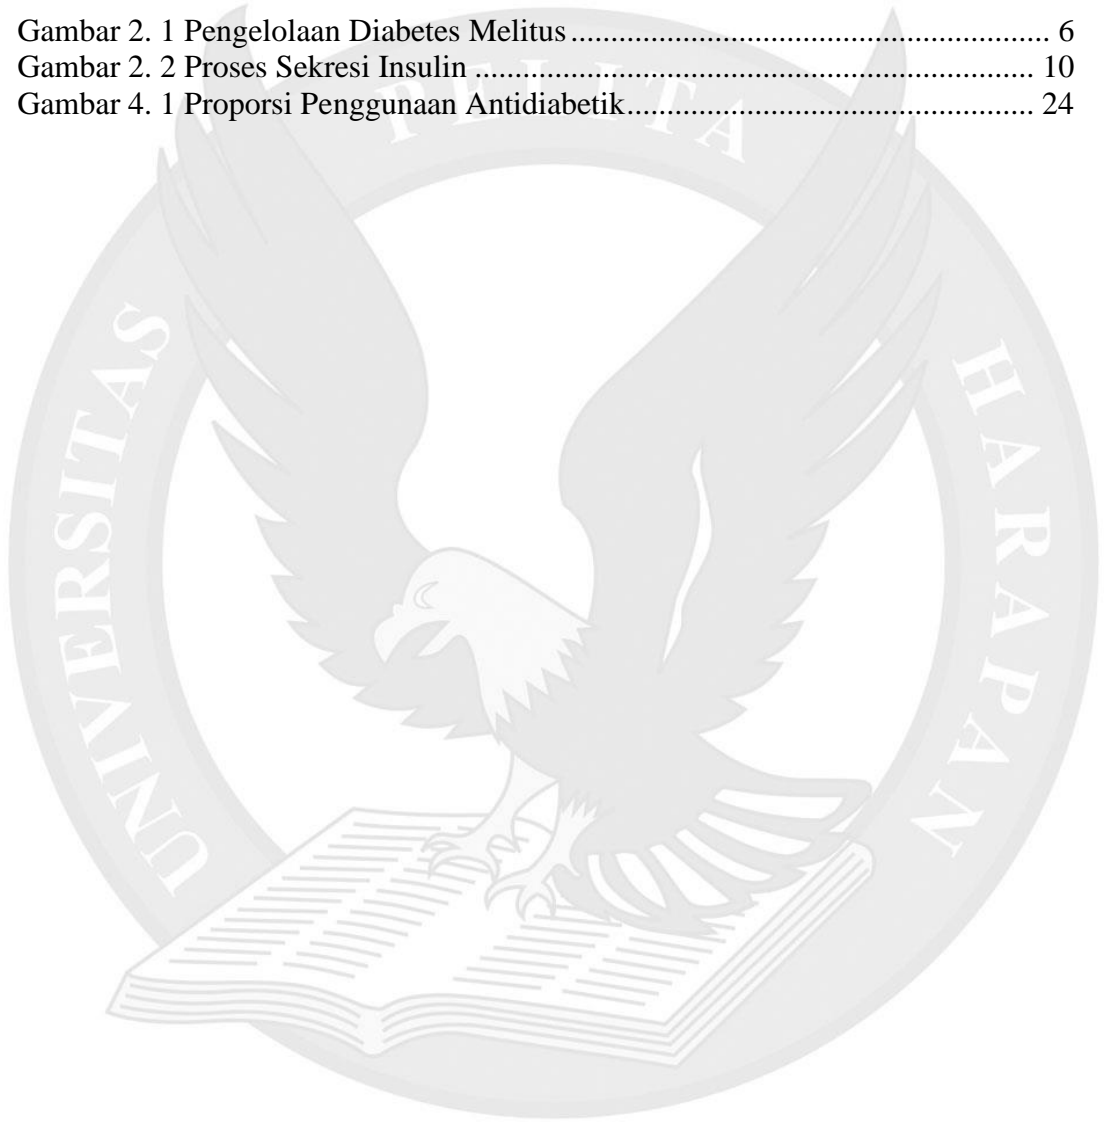 Gambar 2. 1 Pengelolaan Diabetes Melitus ............................................................ 6
Gambar 2. 2 Proses Sekresi Insulin ...................................................................... 10
Gambar 4. 1 Proporsi Penggunaan Antidiabetik................................................... 24
UNIVERSITAS PELITA HARAPAN